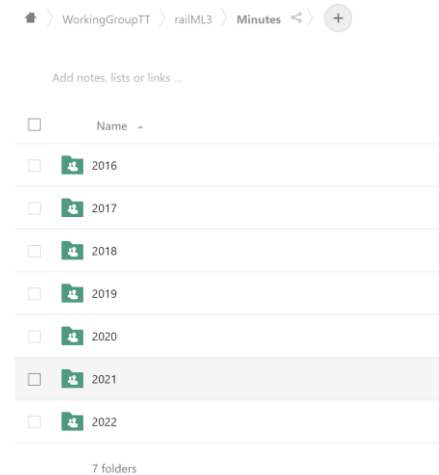 WorkingGroupTT railML3 Minutes +
Add notes, lists or links ...
Name
2016
2017
2018
2019
2020
2021
2022
7 folders